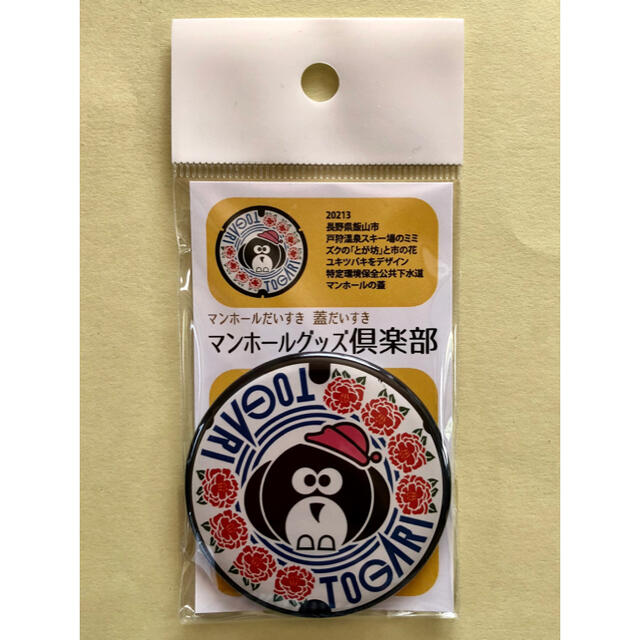 TOGARI
TOGARI
20213
長野県飯山市
戸狩温泉スキー場のミミ
ズクの「とが坊」と市の花
ユキツバキをデザイン
特定環境保全公共下水道
マンホールの蓋
マンホールだいすき 蓋だいすき
マンホールグッズ倶楽部
TOGARI
TOGARI